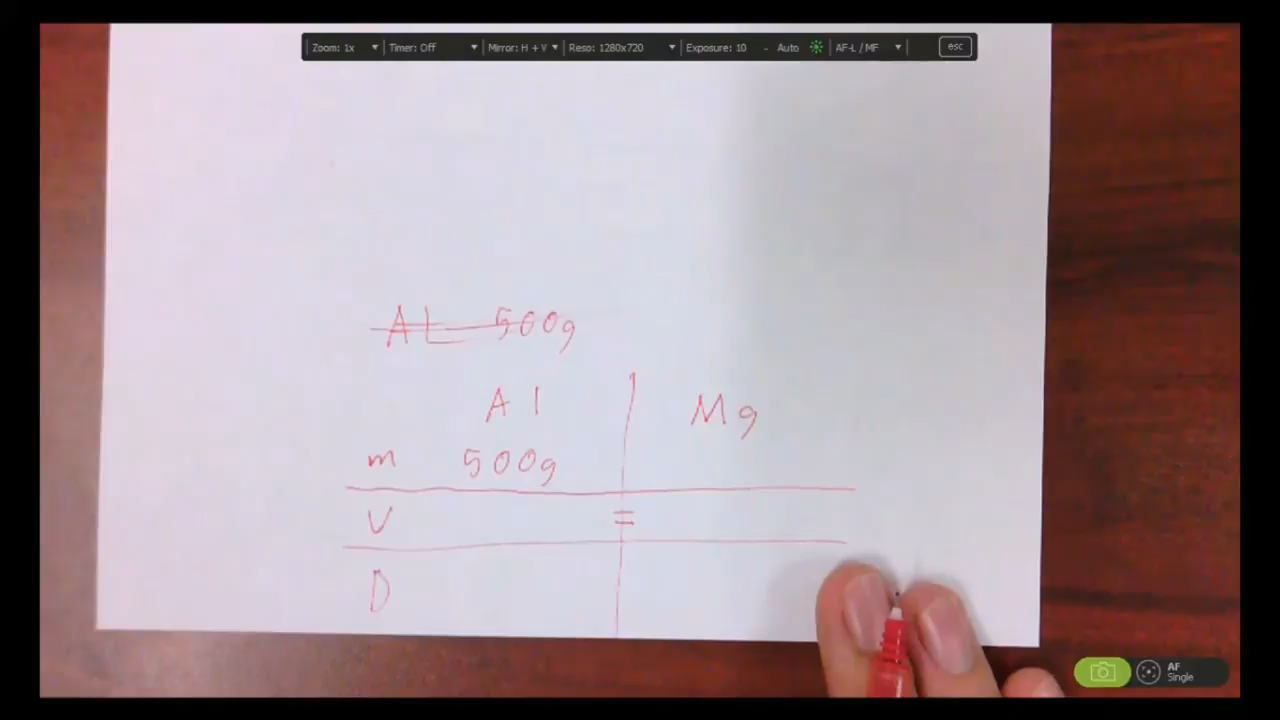 Zoom: 1x Timer: Off Mirror: H + V Reso: 1280x720 Exposure: 10 - Auto AF-L / MF esc
AL 500g
Al Mg
m 500g
V =
D
AF
Single